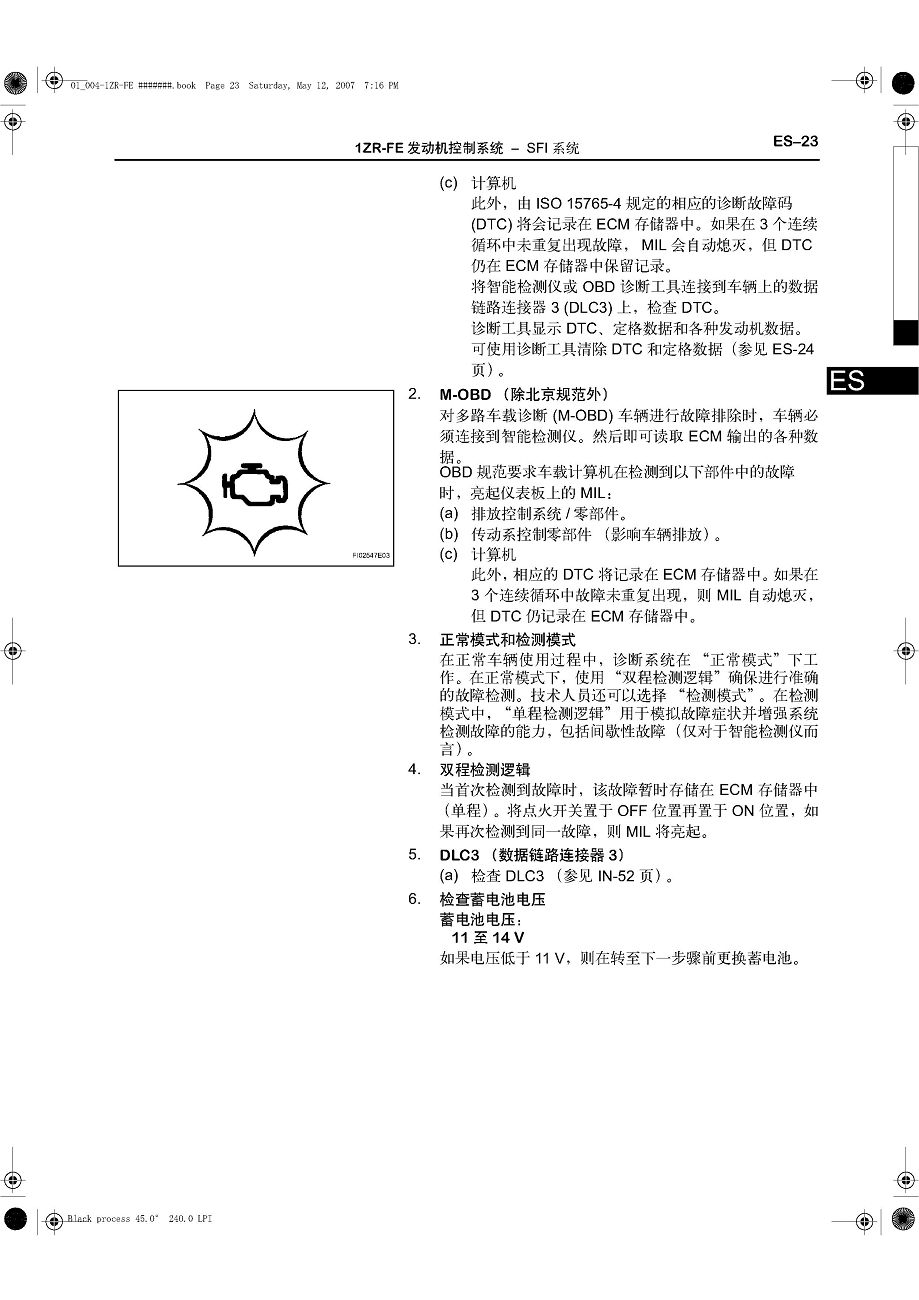 01_004-1ZR-FE #######.book Page 23 Saturday, May 12, 2007 7:16 PM
1ZR-FE 发动机控制系统 – SFI 系统
ES–23
(c) 计算机
此外，由 ISO 15765-4 规定的相应的诊断故障码
(DTC) 将会记录在 ECM 存储器中。如果在 3 个连续
循环中未重复出现故障， MIL 会自动熄灭，但 DTC
仍在 ECM 存储器中保留记录。
将智能检测仪或 OBD 诊断工具连接到车辆上的数据
链路连接器 3 (DLC3) 上，检查 DTC。
诊断工具显示 DTC、定格数据和各种发动机数据。
可使用诊断工具清除 DTC 和定格数据（参见 ES-24
页）。
ES
2. M-OBD （除北京规范外）
对多路车载诊断 (M-OBD) 车辆进行故障排除时，车辆必
须连接到智能检测仪。然后即可读取 ECM 输出的各种数
据。
OBD 规范要求车载计算机在检测到以下部件中的故障
时，亮起仪表板上的 MIL：
(a) 排放控制系统 / 零部件。
(b) 传动系控制零部件 （影响车辆排放）。
(c) 计算机
此外，相应的 DTC 将记录在 ECM 存储器中。如果在
3 个连续循环中故障未重复出现，则 MIL 自动熄灭，
但 DTC 仍记录在 ECM 存储器中。
FI02547E03
3. 正常模式和检测模式
在正常车辆使用过程中，诊断系统在 “正常模式”下工
作。在正常模式下，使用 “双程检测逻辑”确保进行准确
的故障检测。技术人员还可以选择 “检测模式”。在检测
模式中，“单程检测逻辑”用于模拟故障症状并增强系统
检测故障的能力，包括间歇性故障（仅对于智能检测仪而
言）。
4. 双程检测逻辑
当首次检测到故障时，该故障暂时存储在 ECM 存储器中
（单程）。将点火开关置于 OFF 位置再置于 ON 位置，如
果再次检测到同一故障，则 MIL 将亮起。
5. DLC3 （数据链路连接器 3）
(a) 检查 DLC3 （参见 IN-52 页）。
6. 检查蓄电池电压
蓄电池电压：
11 至 14 V
如果电压低于 11 V，则在转至下一步骤前更换蓄电池。
Black process 45.0° 240.0 LPI